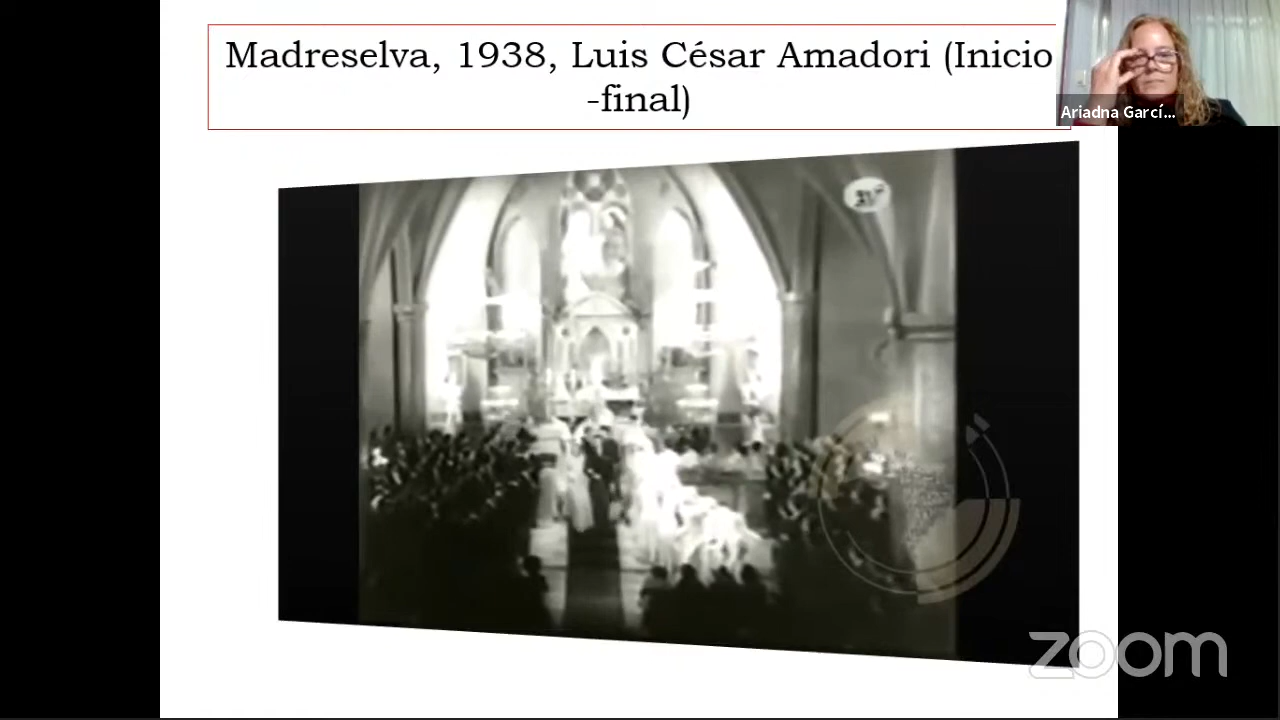 Madreselva, 1938, Luis César Amadori (Inicio
-final)
Ariadna Garcí...
zoom